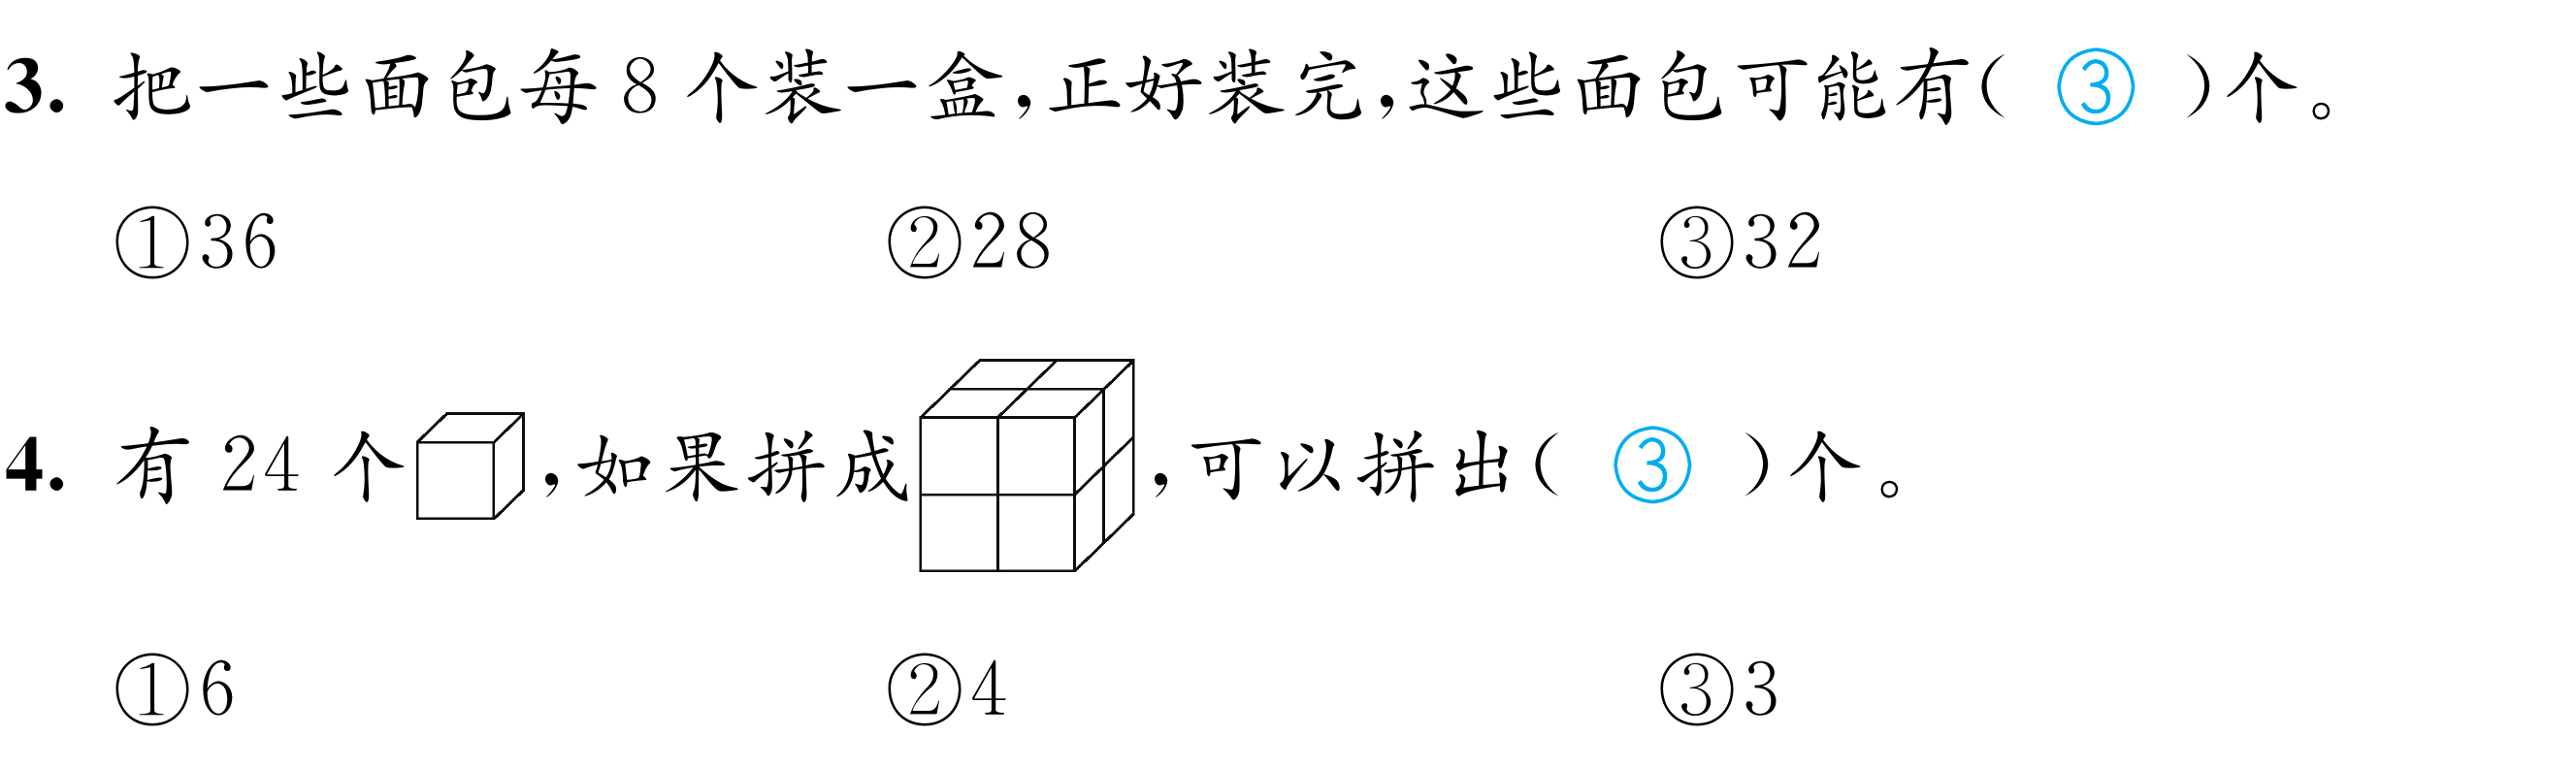 3. 把一些面包每 8 个装一盒,正好装完,这些面包可能有( ③ )个。
①36 ②28 ③32
4. 有 24 个,如果拼成,可以拼出( ③ )个。
①6 ②4 ③3